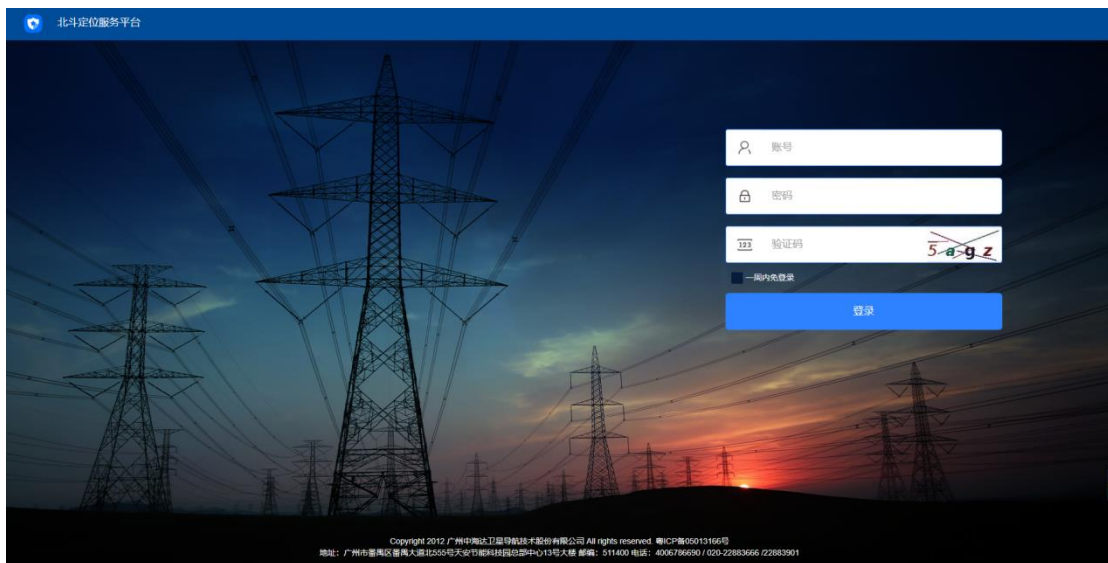 北斗定位服务平台
账号
密码
123 验证码 5agz
一周内免登录
登录
Copyright 2012 广州中海达卫星导航技术股份有限公司 All rights reserved. 粤ICP备05013166号
地址：广州市番禺区番禺大道北555号天安节能科技园总部中心13号大楼 邮编：511400 电话：4006786690 / 020-22883666 /22883901